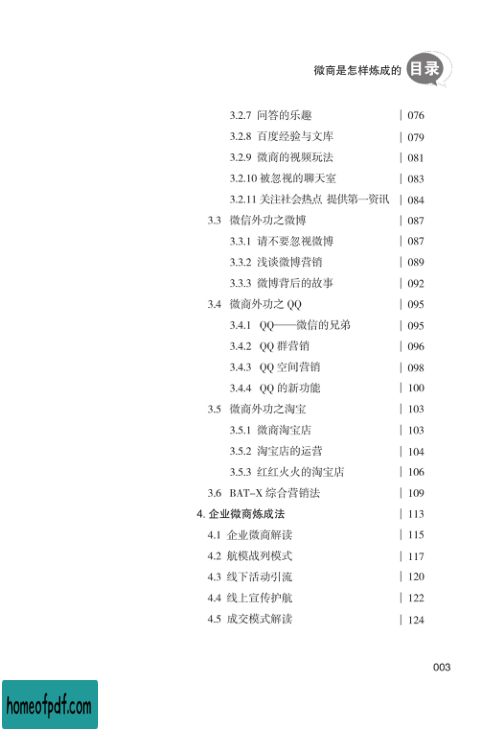 微商是怎样炼成的 目录
3.2.7 问答的乐趣 | 076
3.2.8 百度经验与文库 | 079
3.2.9 微商的视频玩法 | 081
3.2.10 被忽视的聊天室 | 083
3.2.11 关注社会热点 提供第一资讯 | 084
3.3 微信外功之微博 | 087
3.3.1 请不要忽视微博 | 087
3.3.2 浅谈微博营销 | 089
3.3.3 微博背后的故事 | 092
3.4 微商外功之 QQ | 095
3.4.1 QQ——微信的兄弟 | 095
3.4.2 QQ 群营销 | 096
3.4.3 QQ 空间营销 | 098
3.4.4 QQ 的新功能 | 100
3.5 微商外功之淘宝 | 103
3.5.1 微商淘宝店 | 103
3.5.2 淘宝店的运营 | 104
3.5.3 红红火火的淘宝店 | 106
3.6 BAT-X 综合营销法 | 109
4. 企业微商炼成法 | 113
4.1 企业微商解读 | 115
4.2 航模战列模式 | 117
4.3 线下活动引流 | 120
4.4 线上宣传护航 | 122
4.5 成交模式解读 | 124
003
homeofpdf.com